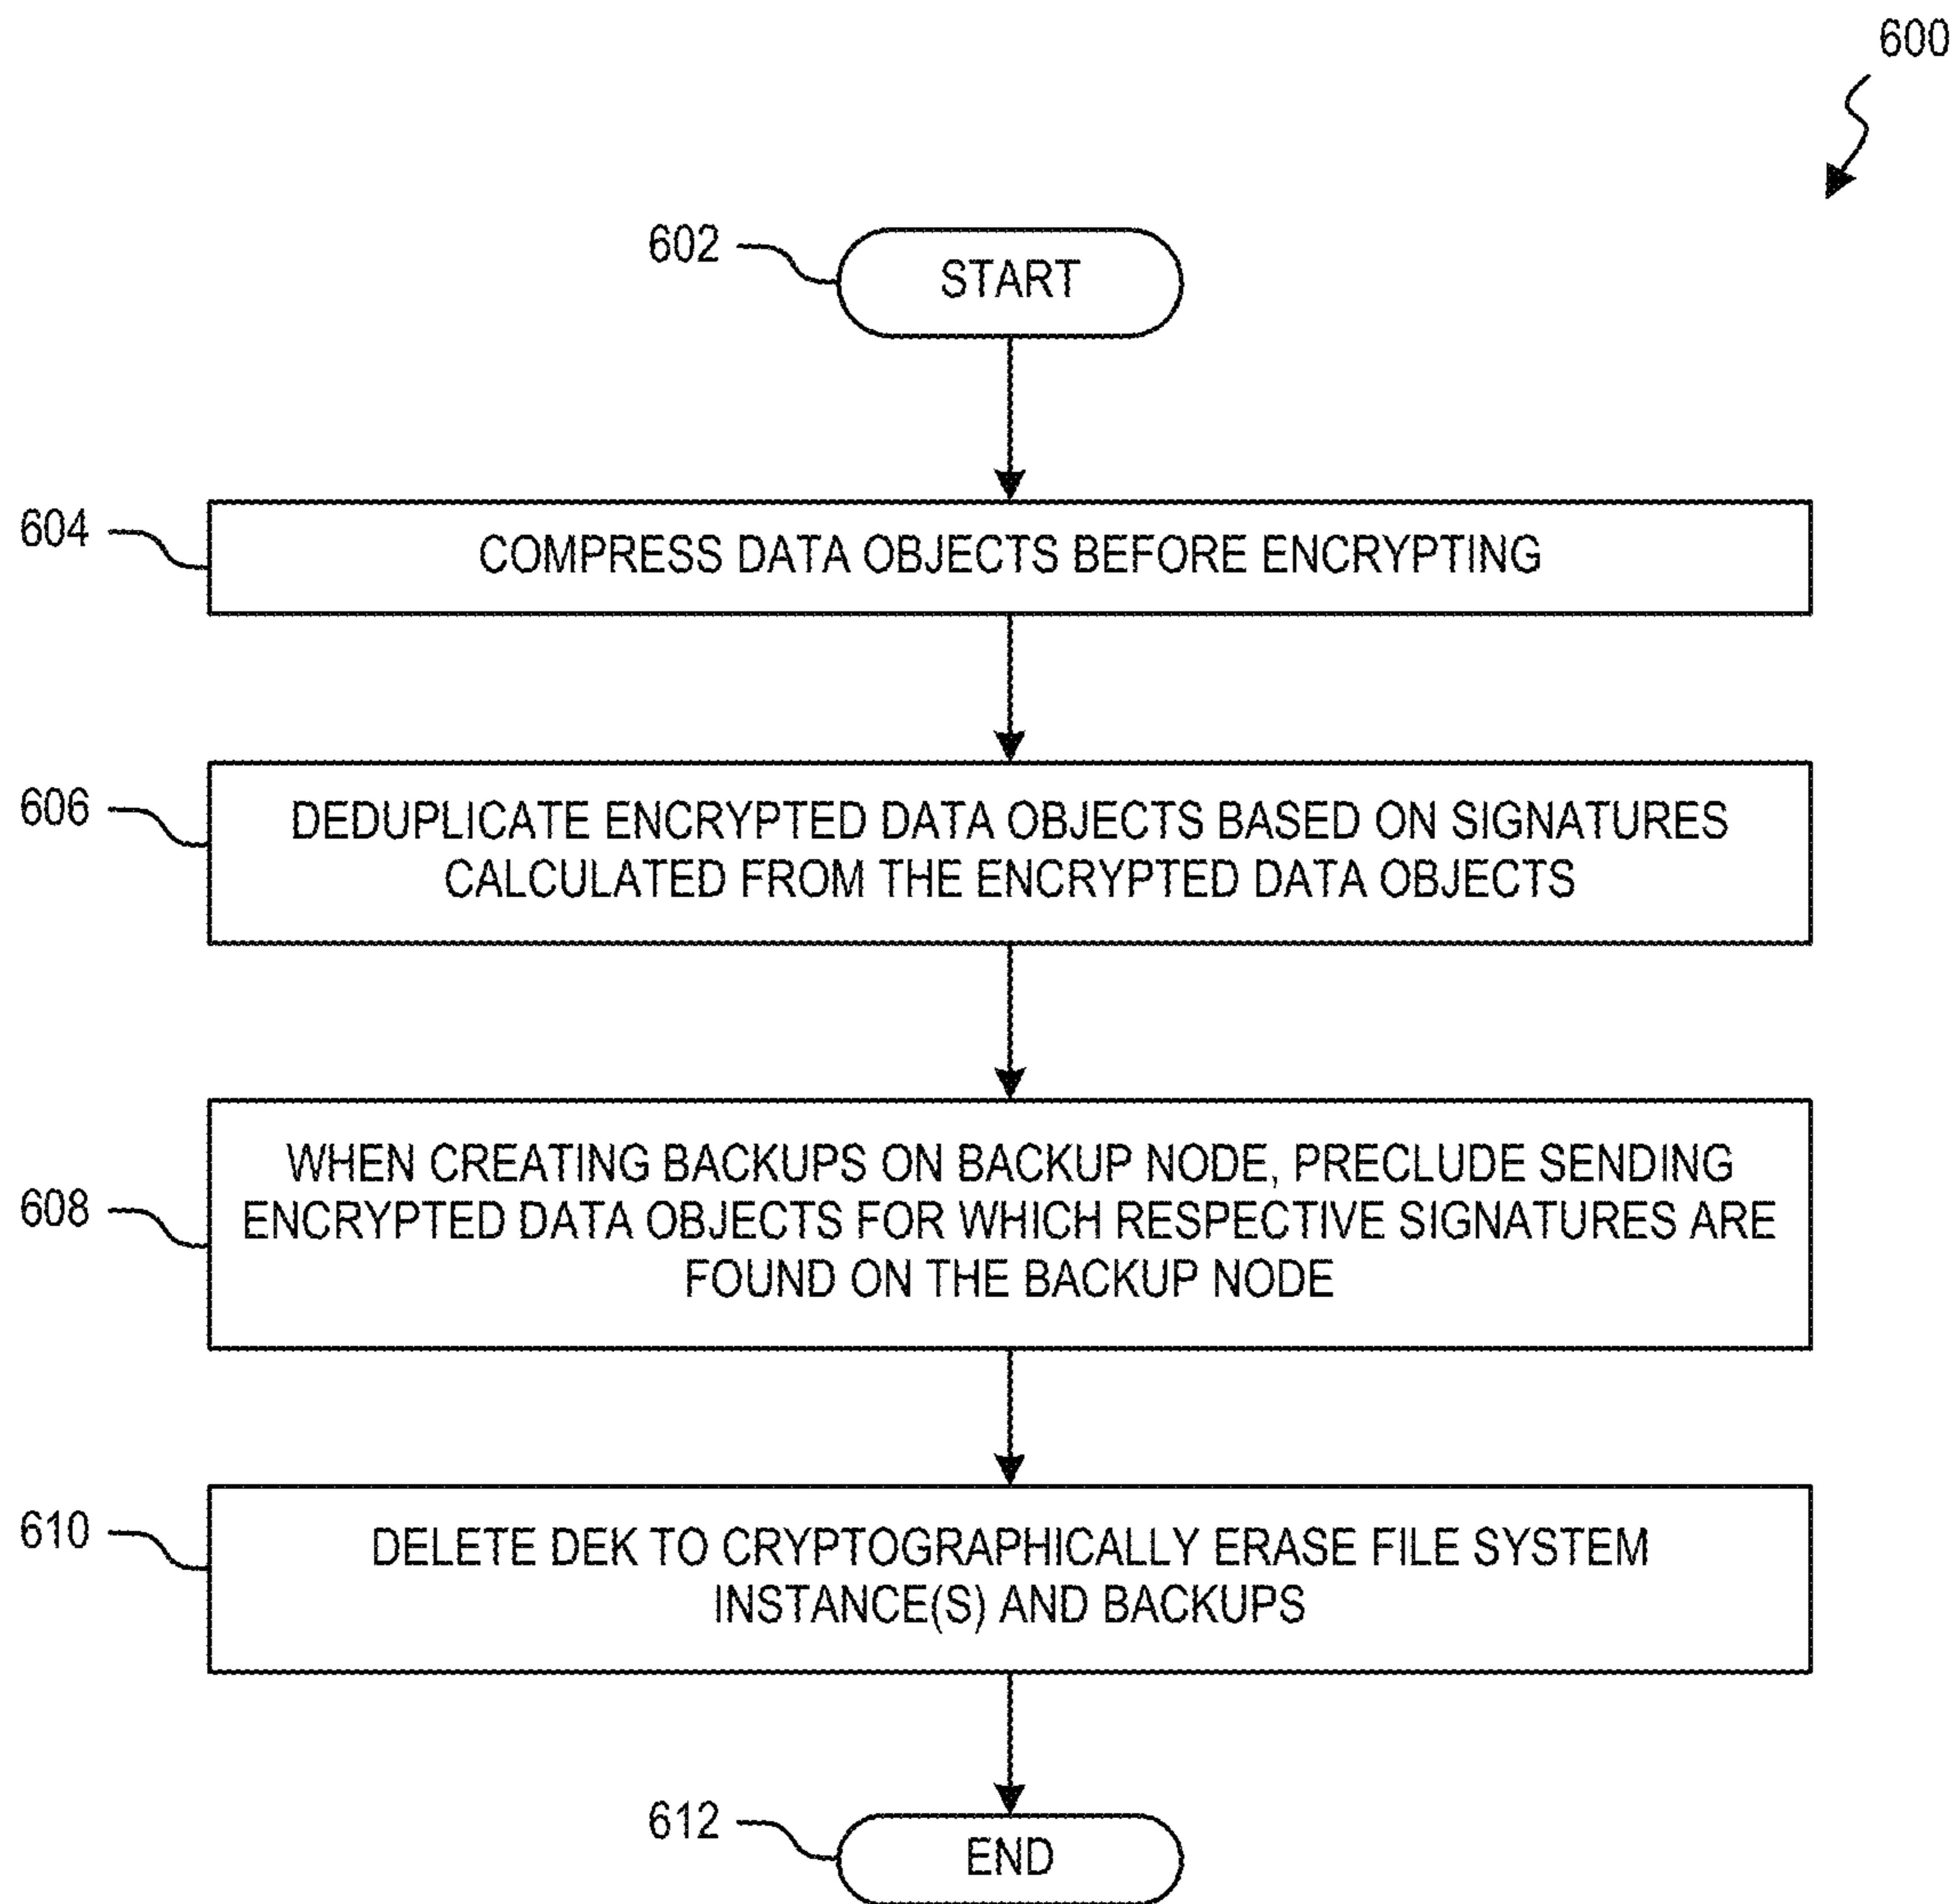 600
602
START
604
COMPRESS DATA OBJECTS BEFORE ENCRYPTING
606
DEDUPLICATE ENCRYPTED DATA OBJECTS BASED ON SIGNATURES
CALCULATED FROM THE ENCRYPTED DATA OBJECTS
608
WHEN CREATING BACKUPS ON BACKUP NODE, PRECLUDE SENDING
ENCRYPTED DATA OBJECTS FOR WHICH RESPECTIVE SIGNATURES ARE
FOUND ON THE BACKUP NODE
610
DELETE DEK TO CRYPTOGRAPHICALLY ERASE FILE SYSTEM
INSTANCE(S) AND BACKUPS
612
END